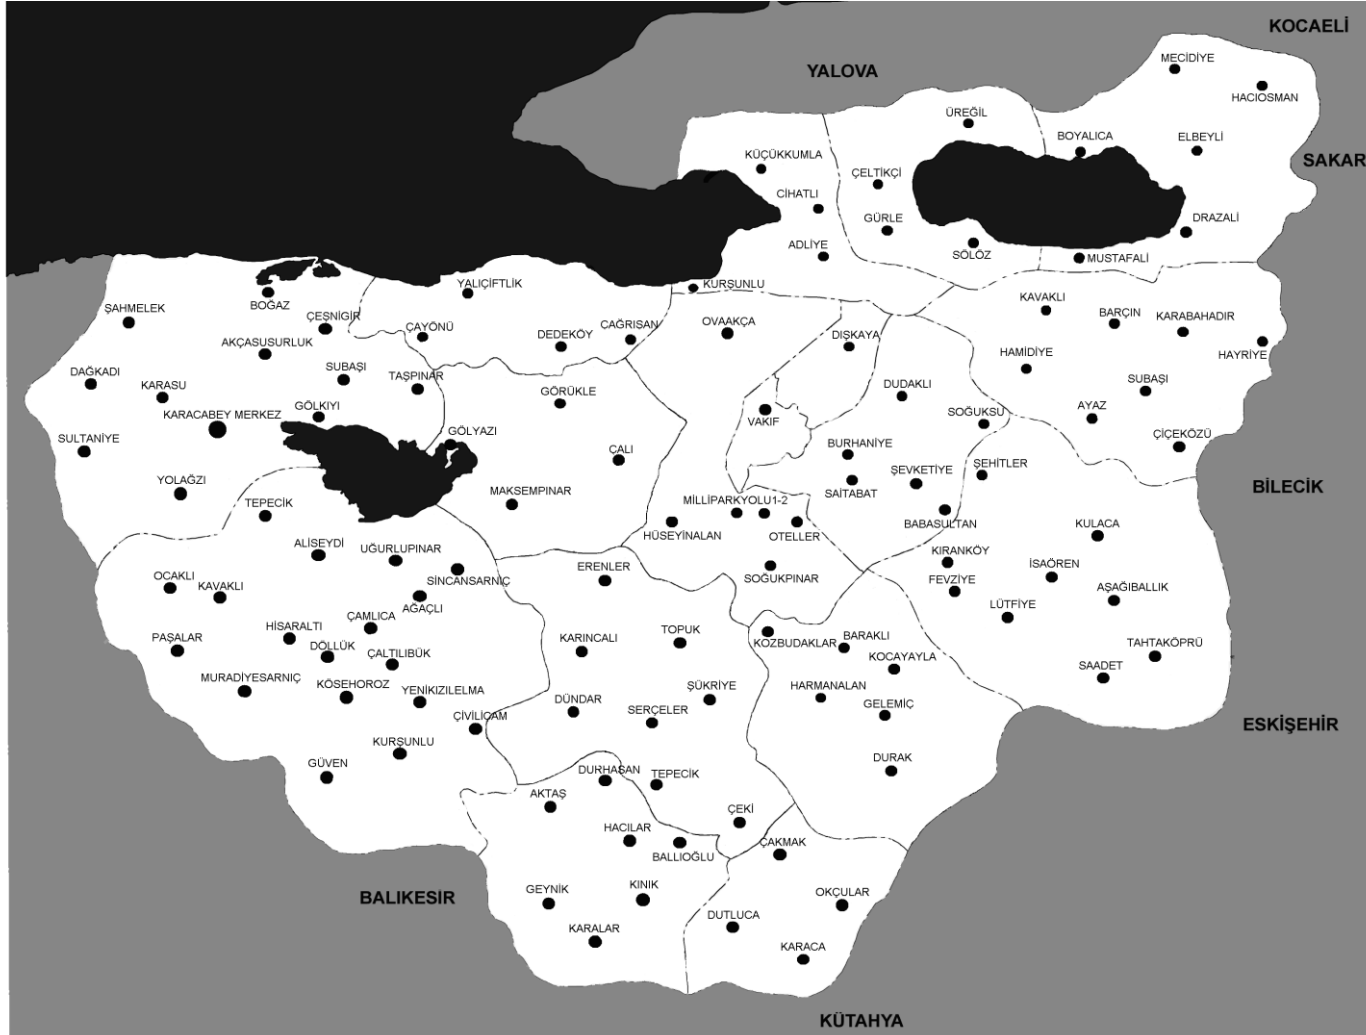 KOCAELİ
MECİDİYE
YALOVA
HACIOSMAN
ÜREĞİL
BOYALICA
ELBEYLİ
KÜÇÜKKUMLA
SAKAR
ÇELTİKÇİ
CİHATLI
GÜRLE
DRAZALİ
ADLİYE
SÖLÖZ
MUSTAFALİ
YALIÇİFTLİK
KURŞUNLU
BOĞAZ
KAVAKLI
ŞAHMELEK
ÇEŞNİGİR
BARÇIN
KARABAHADIR
ÇAYÖNÜ
DEDEKÖY
ÇAĞRIŞAN
OVAAKÇA
DIŞKAYA
AKÇASUSURLUK
HAMİDİYE
HAYRİYE
DAĞKADI
SUBAŞI
TAŞPINAR
KARASU
GÖRÜKLE
DUDAKLI
SUBAŞI
GÖLKIYI
KARACABEY MERKEZ
VAKIF
SOĞUKSU
AYAZ
GÖLYAZI
SULTANİYE
ÇALI
BURHANİYE
ÇİÇEKÖZÜ
ŞEHİTLER
ŞEVKETİYE
YOLAĞZI
SAİTABAT
BİLECİK
MAKSEMPINAR
MİLLİPARKYOLU1-2
TEPECİK
BABASULTAN
KULACA
HÜSEYİNALAN
OTELLER
ALİSEYDİ
UĞURLUPINAR
KIRANKÖY
İSAÖREN
ERENLER
SOĞUKPINAR
OCAKLI
KAVAKLI
SİNCANSARNIÇ
FEVZİYE
AŞAĞIBALLIK
AĞAÇLI
LÜTFİYE
ÇAMLICA
HİSARALTI
PAŞALAR
KARINCALI
TOPUK
KOZBUDAKLAR
BARAKLI
DÖLLÜK
ÇALTILIBÜK
KOCAYAYLA
TAHTAKÖPRÜ
SAADET
MURADİYESARNIÇ
KÖSEHOROZ
YENİKIZILELMA
ŞÜKRİYE
HARMANALAN
DÜNDAR
GELEMİÇ
ÇİVİLİÇAM
SERÇELER
ESKİŞEHİR
KURŞUNLU
GÜVEN
DURHASAN
TEPECİK
DURAK
AKTAŞ
ÇEKİ
HACILAR
ÇAKMAK
BALLIOĞLU
BALIKESİR
GEYNİK
KINIK
OKÇULAR
DUTLUCA
KARALAR
KARACA
KÜTAHYA